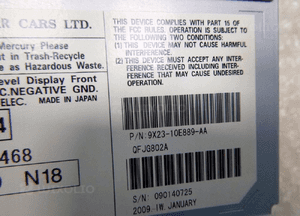 R CARS LTD.
Mercury Please
ot in Trash-Recycle
e as Hazardous Waste.
evel Display Front
C.NEGATIVE GND.
ELEC. MADE IN JAPAN
4
468
N18
THIS DEVICE COMPLIES WITH PART 15 OF
THE FCC RULES. OPERATION IS SUBJECT TO
THE FOLLOWING TWO CONDITIONS:
(1) THIS DEVICE MAY NOT CAUSE HARMFUL
INTERFERENCE.
(2) THIS DEVICE MUST ACCEPT ANY INTER-
FERENCE RECEIVED INCLUDING INTER-
FERENCE THAT MAY CAUSE UNDESIRED
OPERATION.
P/N:9X23-10E889-AA
QFJG802A
S/N: 090140725
2009-1W.JANUARY